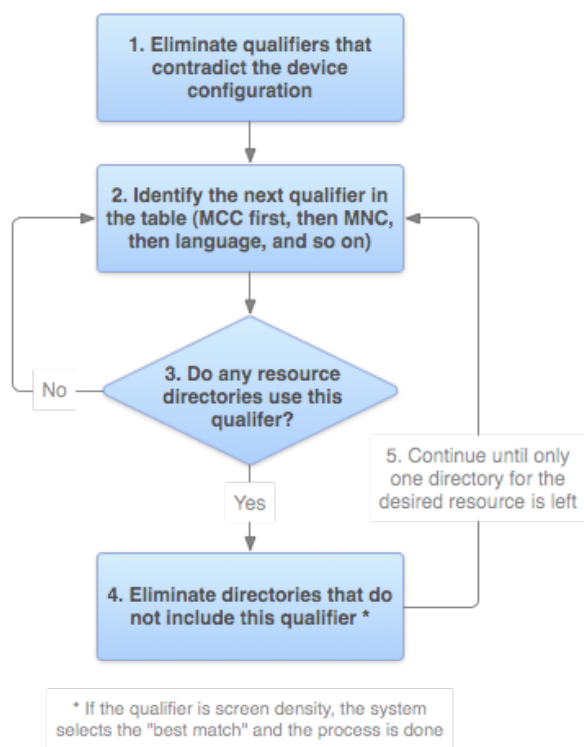 1. Eliminate qualifiers that
contradict the device
configuration
2. Identify the next qualifier in
the table (MCC first, then MNC,
then language, and so on)
3. Do any resource
directories use this
qualifer?
No
Yes
5. Continue until only
one directory for the
desired resource is left
4. Eliminate directories that do
not include this qualifier *
* If the qualifier is screen density, the system
selects the "best match" and the process is done